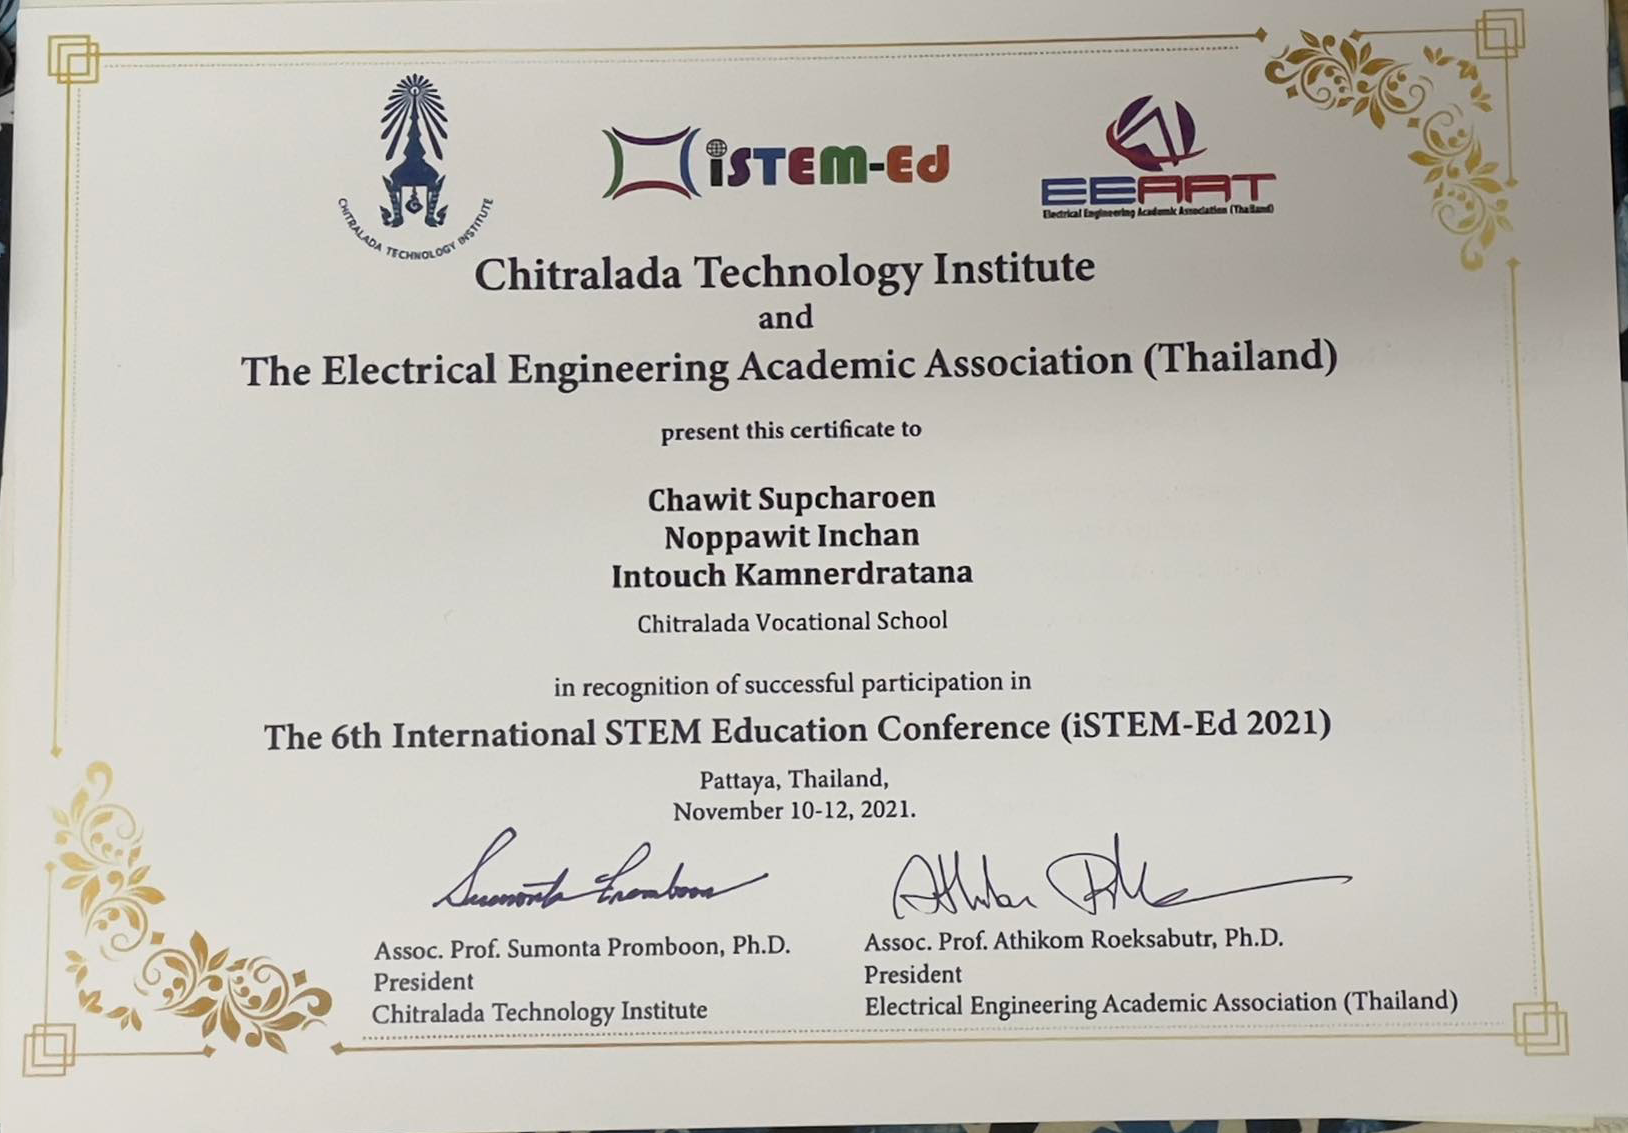 CHITRALADA TECHNOLOGY INSTITUTE
iSTEM-Ed
EEAAT
Electrical Engineering Academic Association (Thailand)
Chitralada Technology Institute
and
The Electrical Engineering Academic Association (Thailand)
present this certificate to
Chawit Supcharoen
Noppawit Inchan
Intouch Kamnerdratana
Chitralada Vocational School
in recognition of successful participation in
The 6th International STEM Education Conference (iSTEM-Ed 2021)
Pattaya, Thailand,
November 10-12, 2021.
Sumonta Promboon
Assoc. Prof. Sumonta Promboon, Ph.D.
President
Chitralada Technology Institute
Assoc. Prof. Athikom Roeksabutr, Ph.D.
President
Electrical Engineering Academic Association (Thailand)